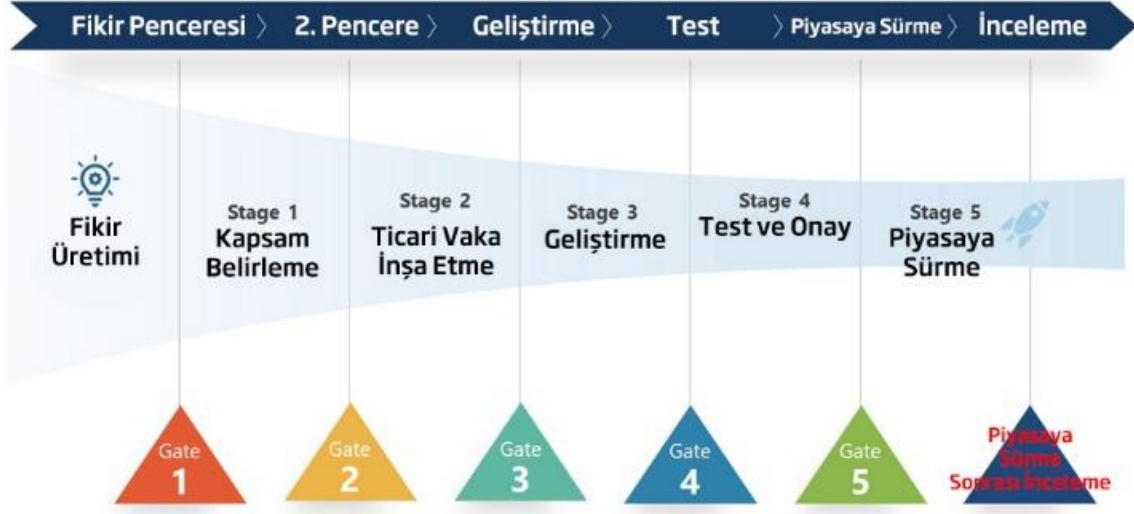 Fikir Penceresi
2. Pencere
Geliştirme
Test
Piyasaya Sürme
İnceleme
Fikir
Üretimi
Stage 1
Kapsam
Belirleme
Stage 2
Ticari Vaka
İnşa Etme
Stage 3
Geliştirme
Stage 4
Test ve Onay
Stage 5
Piyasaya
Sürme
Gate
1
Gate
2
Gate
3
Gate
4
Gate
5
Piyasaya
Sürme
Sonrası İnceleme